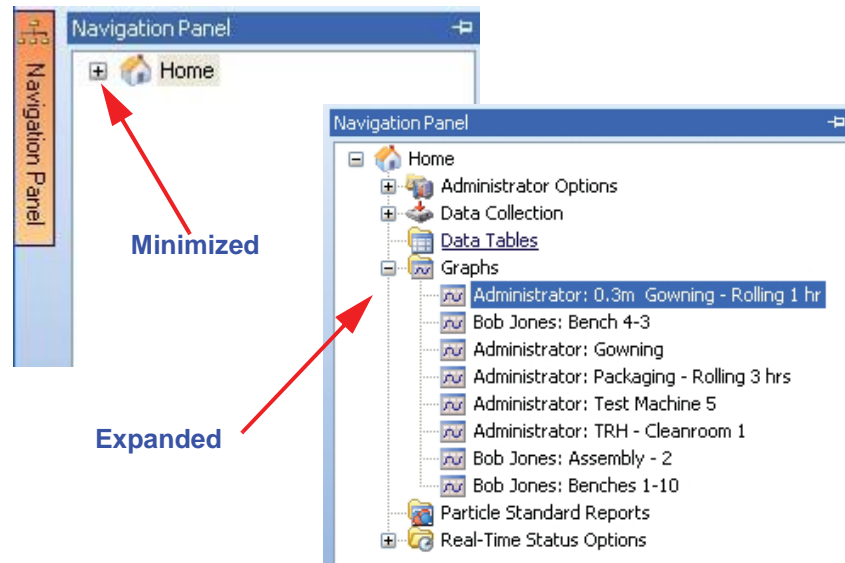 Navigation Panel
Navigation Panel
Home
Minimized
Navigation Panel
Home
Administrator Options
Data Collection
Data Tables
Graphs
Administrator: 0.3m  Gowning - Rolling 1 hr
Bob Jones: Bench 4-3
Administrator: Gowning
Administrator: Packaging - Rolling 3 hrs
Administrator: Test Machine 5
Administrator: TRH - Cleanroom 1
Bob Jones: Assembly - 2
Bob Jones: Benches 1-10
Particle Standard Reports
Real-Time Status Options
Expanded